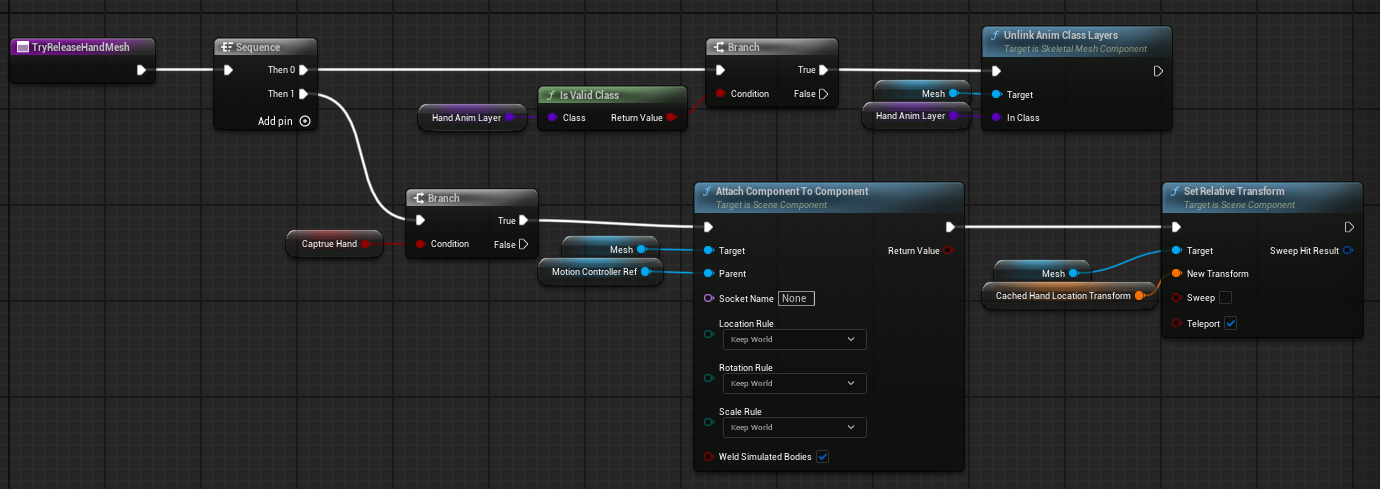 TryReleaseHandMesh
Sequence
Then 0
Then 1
Add pin
Hand Anim Layer
Is Valid Class
Class
Return Value
Branch
True
Condition
False
Mesh
Hand Anim Layer
Unlink Anim Class Layers
Target is Skeletal Mesh Component
Target
In Class
Captrue Hand
Branch
True
Condition
False
Mesh
Motion Controller Ref
Attach Component To Component
Target is Scene Component
Target
Return Value
Parent
Socket Name
None
Location Rule
Keep World
Rotation Rule
Keep World
Scale Rule
Keep World
Weld Simulated Bodies
Mesh
Cached Hand Location Transform
Set Relative Transform
Target is Scene Component
Target
Sweep Hit Result
New Transform
Sweep
Teleport